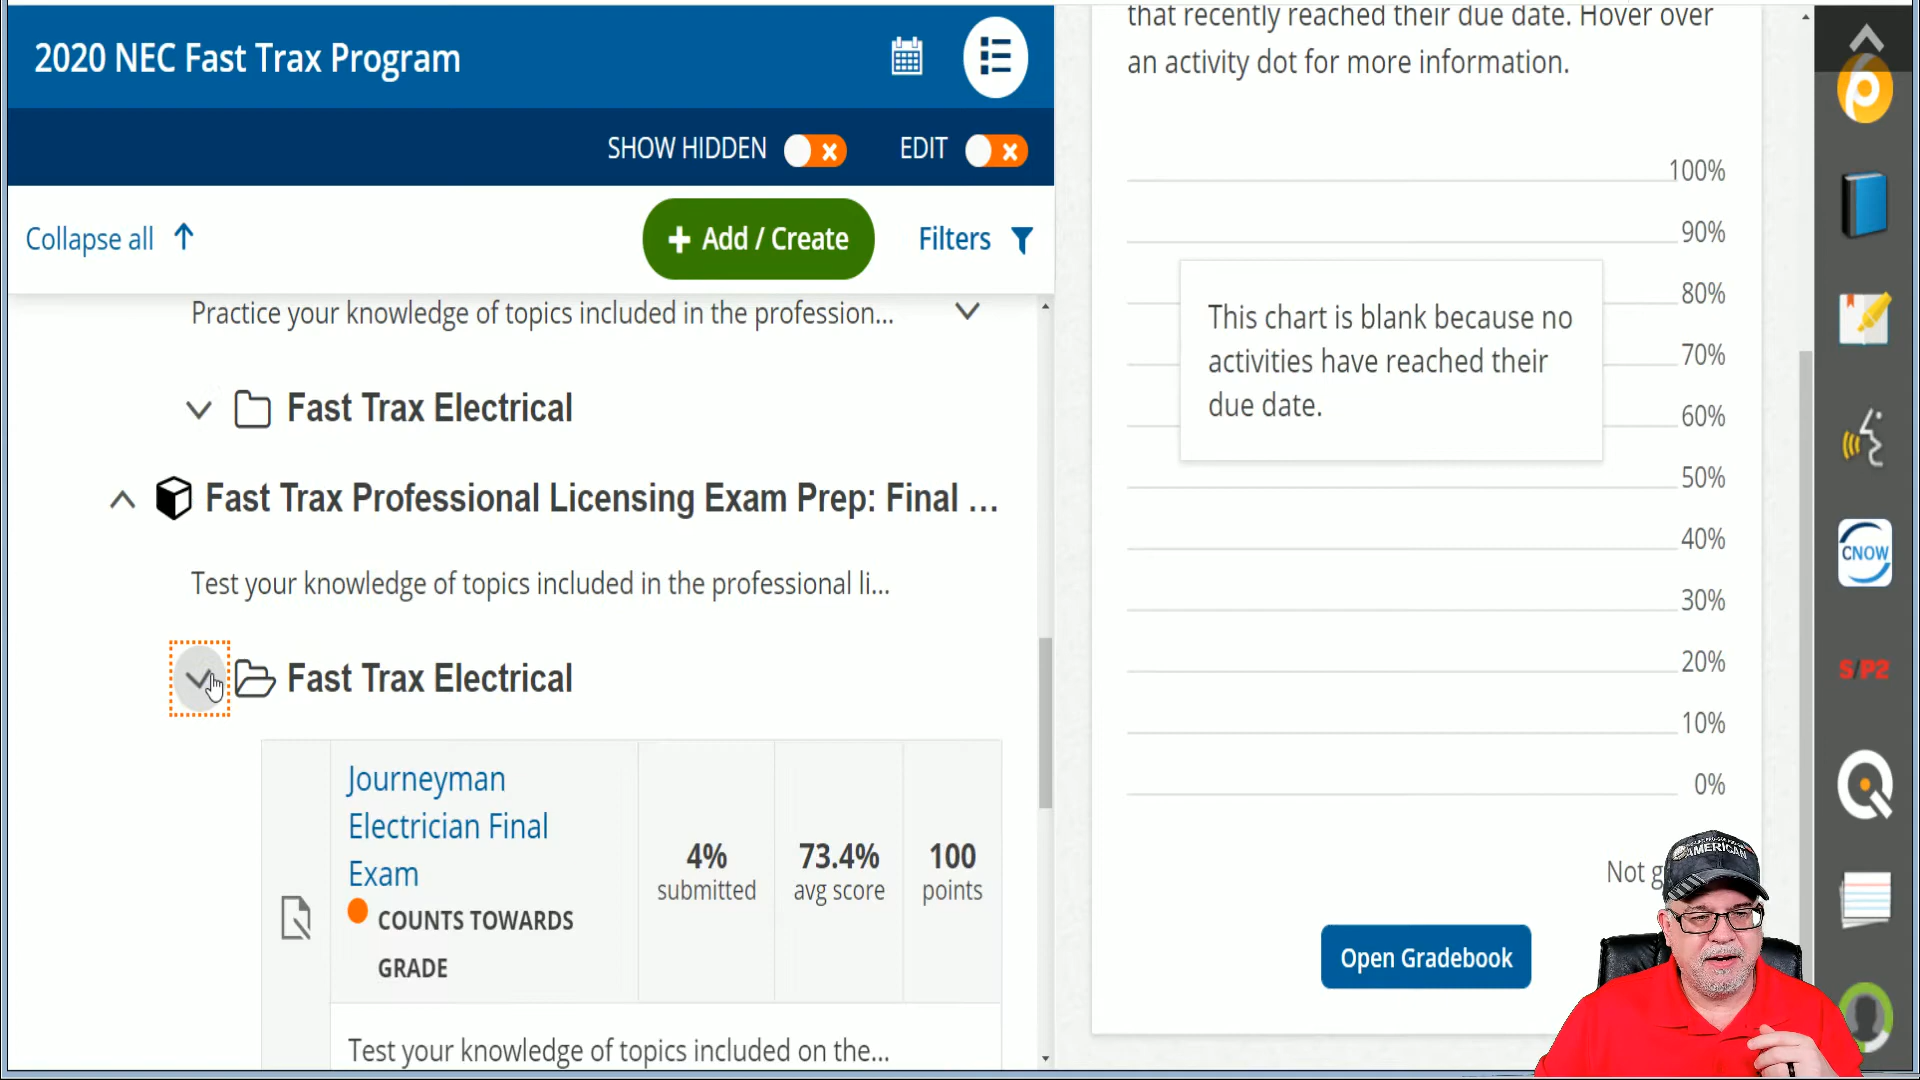 2020 NEC Fast Trax Program
SHOW HIDDEN
EDIT
Collapse all
+ Add / Create
Filters
Practice your knowledge of topics included in the profession...
Fast Trax Electrical
Fast Trax Professional Licensing Exam Prep: Final ...
Test your knowledge of topics included in the professional li...
Fast Trax Electrical
Journeyman
Electrician Final
Exam
COUNTS TOWARDS
GRADE
4%
submitted
73.4%
avg score
100
points
Test your knowledge of topics included on the...
that recently reached their due date. Hover over
an activity dot for more information.
100%
90%
80%
70%
60%
50%
40%
30%
20%
10%
0%
This chart is blank because no
activities have reached their
due date.
Not g
Open Gradebook
CNOW
S/P2
AMERICAN